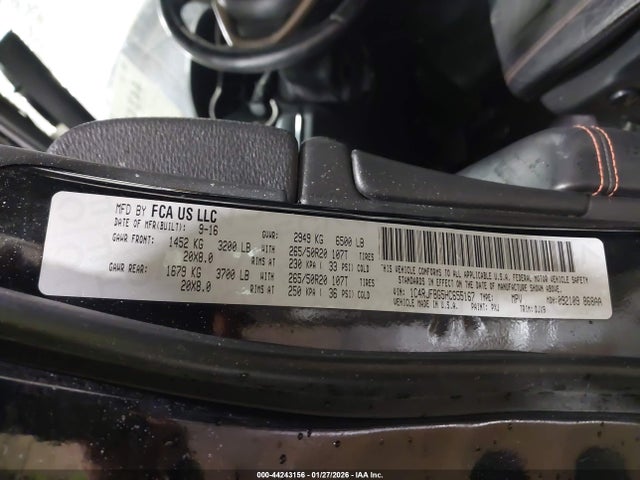 MFD BY FCA US LLC
DATE OF MFR(BUILT): 9-16
GVWR: 2949 KG 6500 LB
GAWR FRONT: 1452 KG 3200 LB WITH 265/50R20 107T TIRES
20X8.0 RIMS AT 230 KPA ( 33 PSI) COLD
GAWR REAR: 1679 KG 3700 LB WITH 265/50R20 107T TIRES
20X8.0 RIMS AT 250 KPA ( 36 PSI) COLD
THIS VEHICLE CONFORMS TO ALL APPLICABLE U.S.A. FEDERAL MOTOR VEHICLE SAFETY
STANDARDS IN EFFECT ON THE DATE OF MANUFACTURE SHOWN ABOVE.
VIN: TYPE: MPV MDH: 092109 868AA
U.S.A. PAINT: PXJ TRIM:
000-44243156 — 01/27/2026 — IAA Inc.